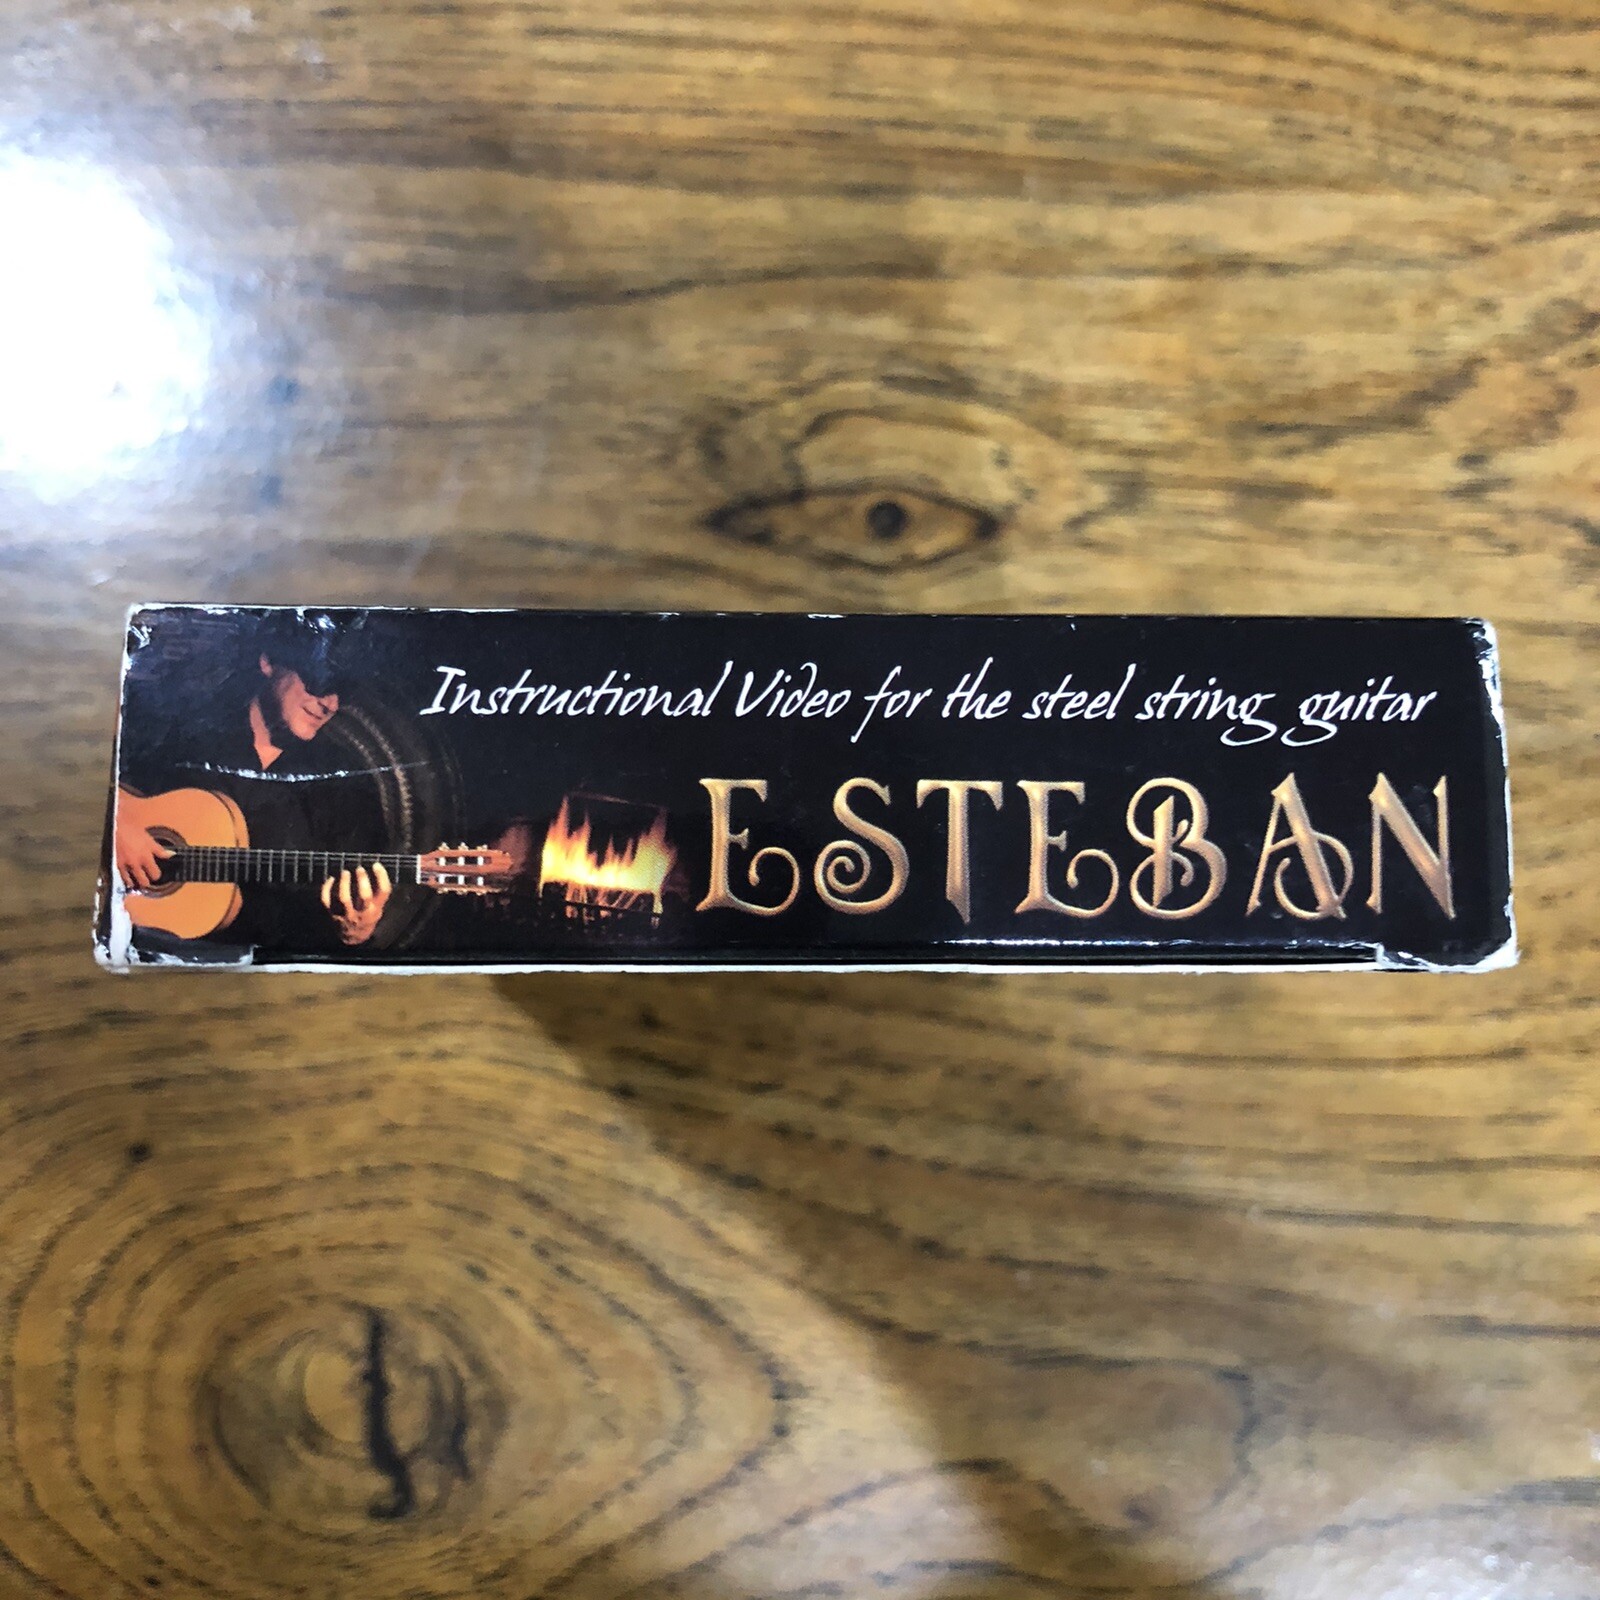 Instructional Video for the steel string guitar
ESTEBAN